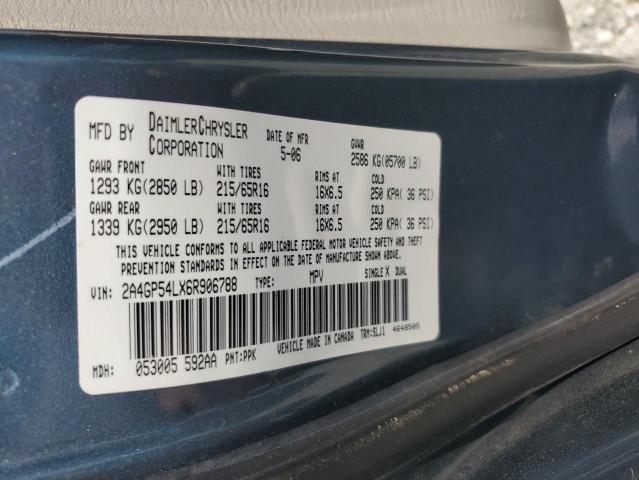 MFD BY DAIMLERCHRYSLER CORPORATION DATE OF MFR 5-06 GVWR 2586 KG(05700 LB)
GAWR FRONT WITH TIRES RIMS AT COLD
1293 KG(2850 LB) 215/65R16 16X6.5 250 KPA( 36 PSI)
GAWR REAR WITH TIRES RIMS AT COLD
1339 KG(2950 LB) 215/65R16 16X6.5 250 KPA( 36 PSI)
THIS VEHICLE CONFORMS TO ALL APPLICABLE FEDERAL MOTOR VEHICLE SAFETY AND THEFT
PREVENTION STANDARDS IN EFFECT ON THE DATE OF MANUFACTURE SHOWN ABOVE.
VIN: 2A4GP54LX6R906788 TYPE: MPV SINGLE X DUAL
MDH: 053005 592AA PNT:PPK VEHICLE MADE IN CANADA TRM:SLJ1 4648505